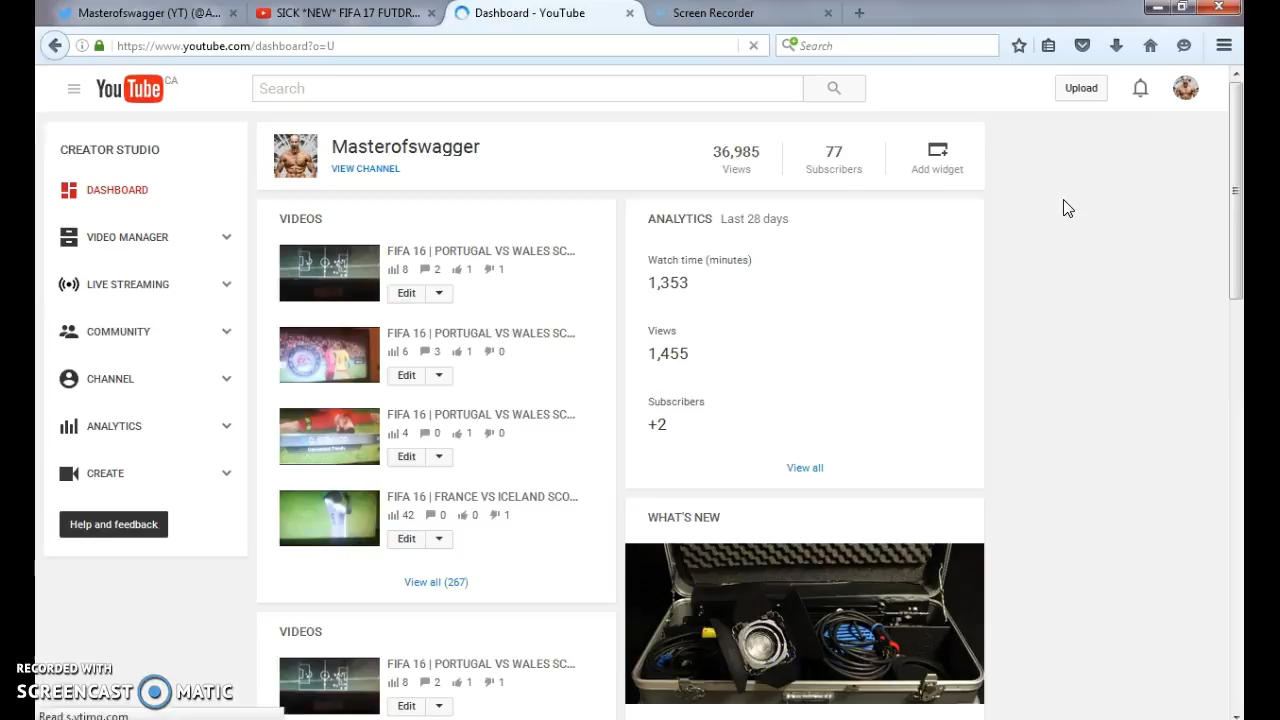 Masterofswagger (YT) (@A...
SICK *NEW* FIFA 17 FUTDR...
Dashboard - YouTube
Screen Recorder
https://www.youtube.com/dashboard?o=U
Search
YouTube CA
Search
Upload
CREATOR STUDIO
DASHBOARD
VIDEO MANAGER
LIVE STREAMING
COMMUNITY
CHANNEL
ANALYTICS
CREATE
Help and feedback
Masterofswagger
VIEW CHANNEL
36,985
Views
77
Subscribers
Add widget
VIDEOS
FIFA 16 | PORTUGAL VS WALES SC...
8 2 1 1
Edit
FIFA 16 | PORTUGAL VS WALES SC...
6 3 1 0
Edit
FIFA 16 | PORTUGAL VS WALES SC...
4 0 1 0
Edit
FIFA 16 | FRANCE VS ICELAND SCO...
42 0 0 1
Edit
View all (267)
VIDEOS
FIFA 16 | PORTUGAL VS WALES SC...
8 2 1 1
Edit
ANALYTICS Last 28 days
Watch time (minutes)
1,353
Views
1,455
Subscribers
+2
View all
WHAT'S NEW
RECORDED WITH
SCREENCAST MATIC
Read s.ytimg.com